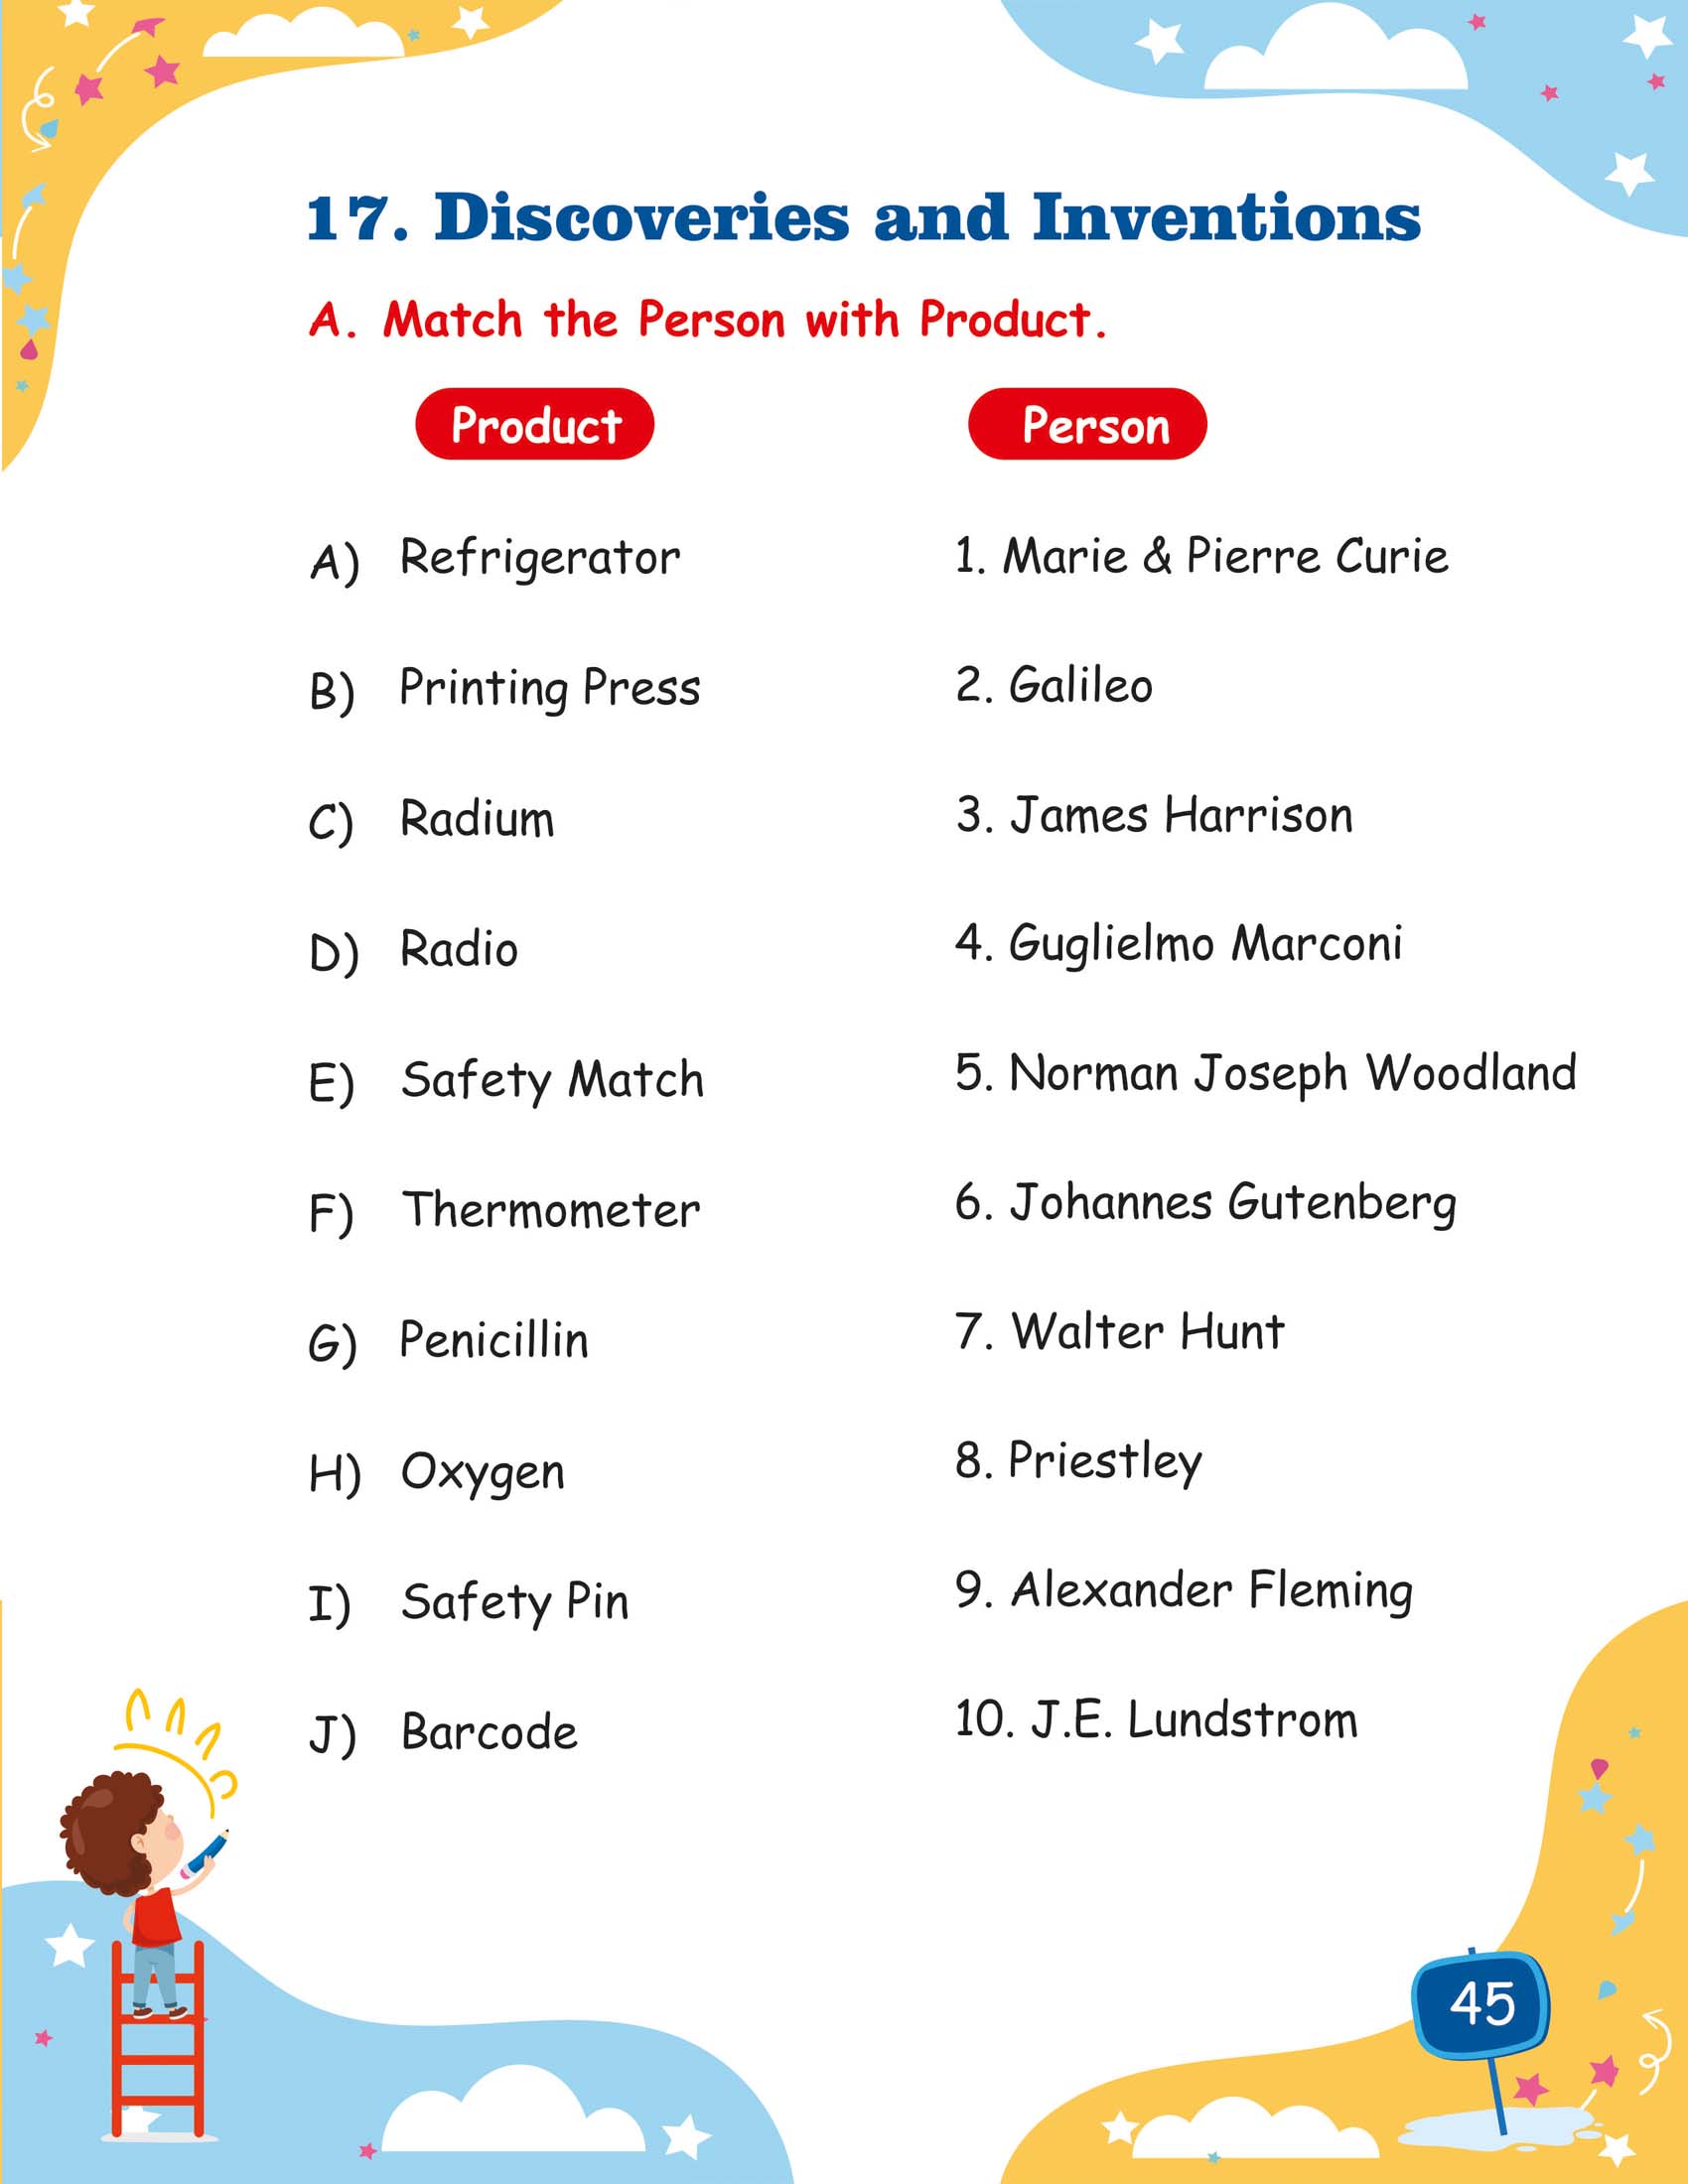 17. Discoveries and Inventions
A. Match the Person with Product.
Product Person
A) Refrigerator 1. Marie & Pierre Curie
B) Printing Press 2. Galileo
C) Radium 3. James Harrison
D) Radio 4. Guglielmo Marconi
E) Safety Match 5. Norman Joseph Woodland
F) Thermometer 6. Johannes Gutenberg
G) Penicillin 7. Walter Hunt
H) Oxygen 8. Priestley
I) Safety Pin 9. Alexander Fleming
J) Barcode 10. J.E. Lundstrom
45